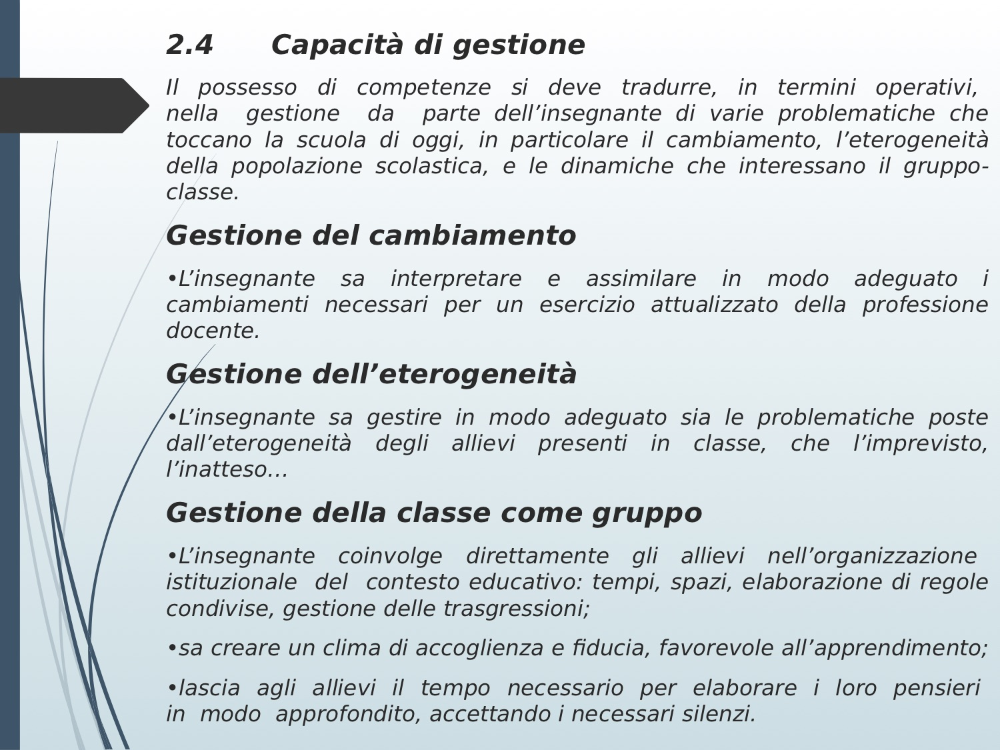 2.4 Capacità di gestione
Il possesso di competenze si deve tradurre, in termini operativi,
nella gestione da parte dell’insegnante di varie problematiche che
toccano la scuola di oggi, in particolare il cambiamento, l’eterogeneità
della popolazione scolastica, e le dinamiche che interessano il gruppo-
classe.
Gestione del cambiamento
•L’insegnante sa interpretare e assimilare in modo adeguato i
cambiamenti necessari per un esercizio attualizzato della professione
docente.
Gestione dell’eterogeneità
•L’insegnante sa gestire in modo adeguato sia le problematiche poste
dall’eterogeneità degli allievi presenti in classe, che l’imprevisto,
l’inatteso…
Gestione della classe come gruppo
•L’insegnante coinvolge direttamente gli allievi nell’organizzazione
istituzionale del contesto educativo: tempi, spazi, elaborazione di regole
condivise, gestione delle trasgressioni;
•sa creare un clima di accoglienza e fiducia, favorevole all’apprendimento;
•lascia agli allievi il tempo necessario per elaborare i loro pensieri
in modo approfondito, accettando i necessari silenzi.